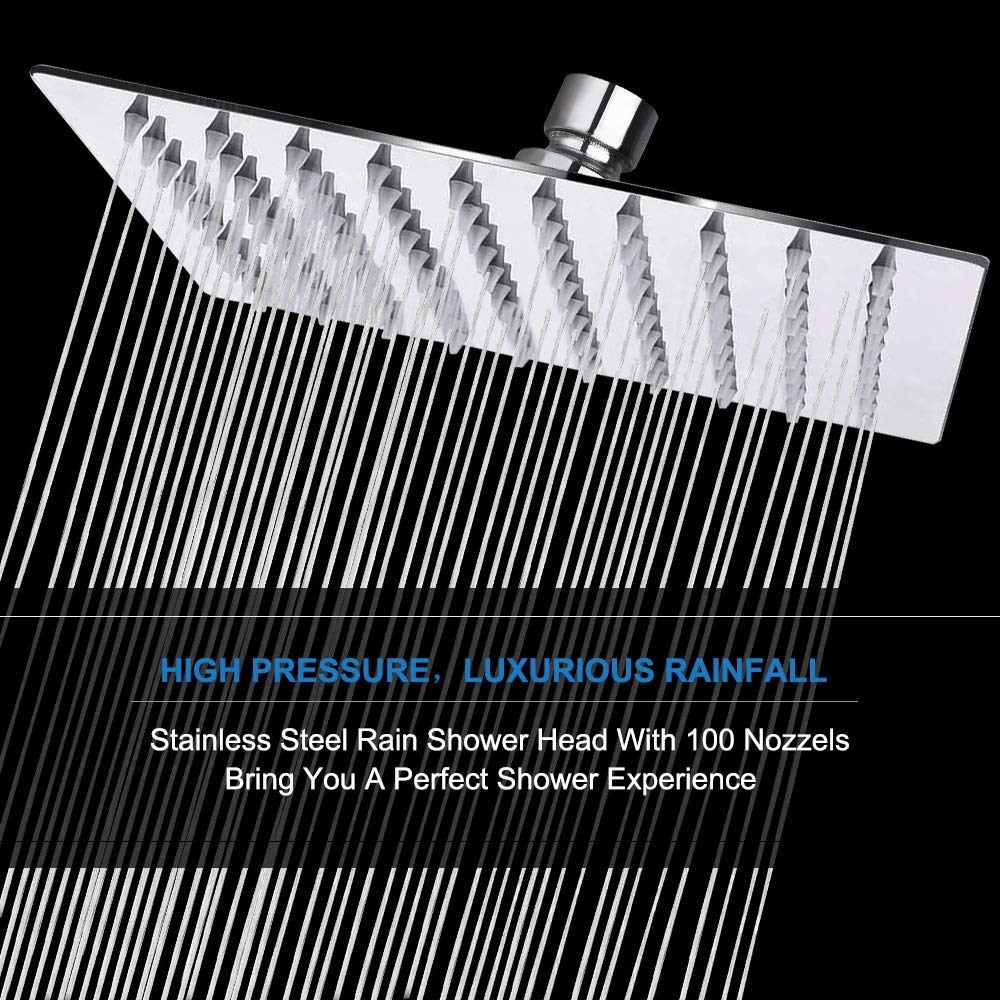 HIGH PRESSURE，LUXURIOUS RAINFALL
Stainless Steel Rain Shower Head With 100 Nozzels
Bring You A Perfect Shower Experience